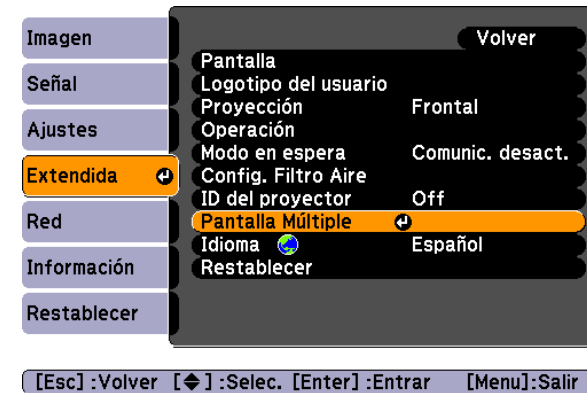 Imagen
Señal
Ajustes
Extendida
Red
Información
Restablecer
Volver
Pantalla
Logotipo del usuario
Proyección Frontal
Operación
Modo en espera Comunic. desact.
Config. Filtro Aire
ID del proyector Off
Pantalla Múltiple
Idioma Español
Restablecer
[Esc] :Volver [◆] :Selec. [Enter] :Entrar [Menu]:Salir